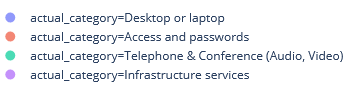 actual_category=Desktop or laptop
actual_category=Access and passwords
actual_category=Telephone & Conference (Audio, Video)
actual_category=Infrastructure services